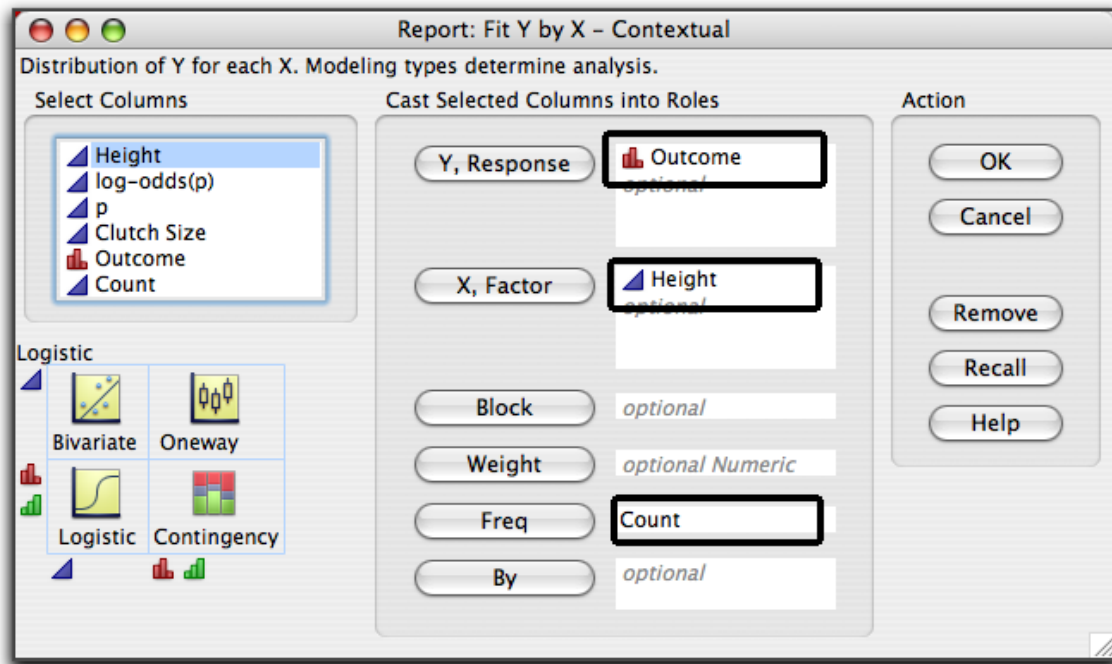 Report: Fit Y by X – Contextual
Distribution of Y for each X. Modeling types determine analysis.
Select Columns
Height
log-odds(p)
p
Clutch Size
Outcome
Count
Logistic
Bivariate
Oneway
Logistic
Contingency
Cast Selected Columns into Roles
Y, Response
Outcome
optional
X, Factor
Height
optional
Block
optional
Weight
optional Numeric
Freq
Count
By
optional
Action
OK
Cancel
Remove
Recall
Help